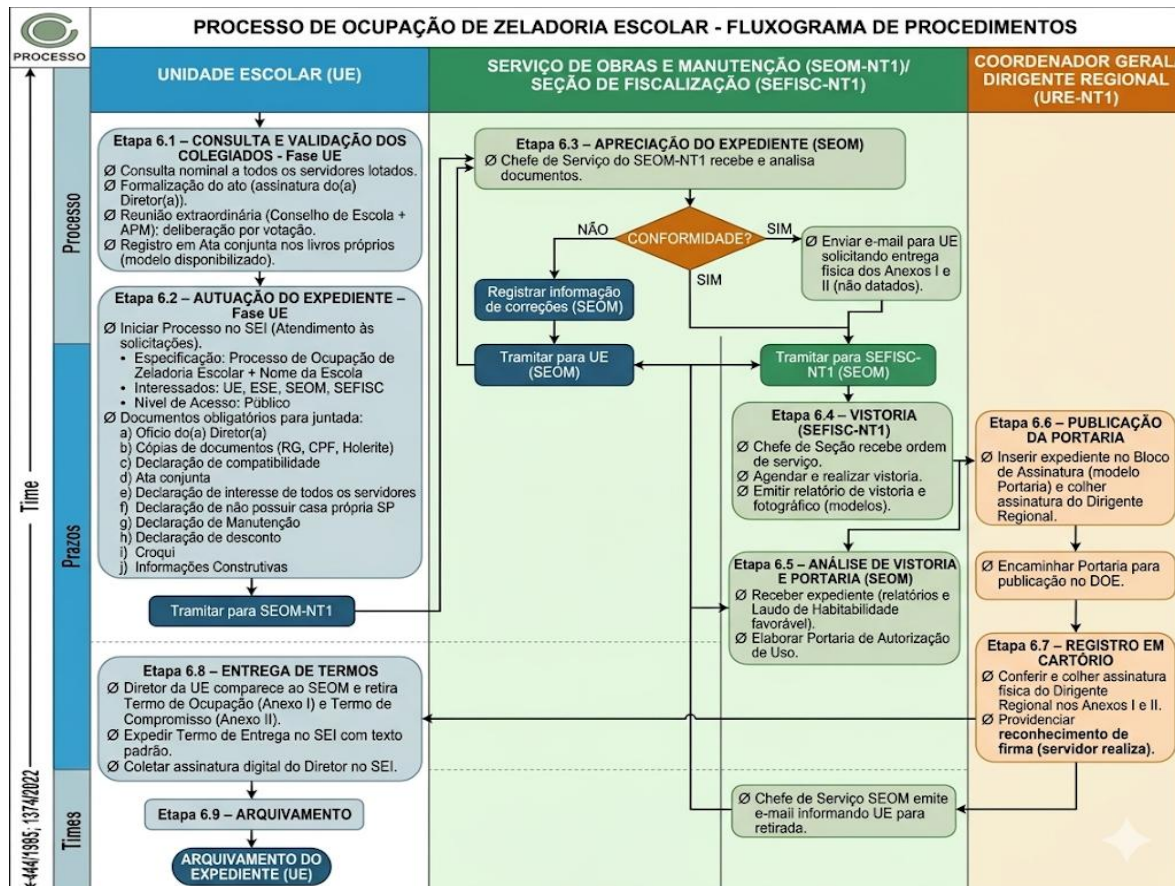 PROCESSO DE OCUPAÇÃO DE ZELADORIA ESCOLAR - FLUXOGRAMA DE PROCEDIMENTOS
PROCESSO
UNIDADE ESCOLAR (UE)
SERVIÇO DE OBRAS E MANUTENÇÃO (SEOM-NT1)/
SEÇÃO DE FISCALIZAÇÃO (SEFISC-NT1)
COORDENADOR GERAL
DIRIGENTE REGIONAL
(URE-NT1)
Time
Processo
Prazos
Times
444/1985; 1374/2022
Etapa 6.1 – CONSULTA E VALIDAÇÃO DOS
COLEGIADOS - Fase UE
Ø Consulta nominal a todos os servidores lotados.
Ø Formalização do ato (assinatura do(a)
Diretor(a)).
Ø Reunião extraordinária (Conselho de Escola +
APM): deliberação por votação.
Ø Registro em Ata conjunta nos livros próprios
(modelo disponibilizado).
Etapa 6.2 – AUTUAÇÃO DO EXPEDIENTE –
Fase UE
Ø Iniciar Processo no SEI (Atendimento às
solicitações).
• Especificação: Processo de Ocupação de
Zeladoria Escolar + Nome da Escola
• Interessados: UE, ESE, SEOM, SEFISC
• Nível de Acesso: Público
Ø Documentos obrigatórios para juntada:
a) Ofício do(a) Diretor(a)
b) Cópias de documentos (RG, CPF, Holerite)
c) Declaração de compatibilidade
d) Ata conjunta
e) Declaração de interesse de todos os servidores
f) Declaração de não possuir casa própria SP
g) Declaração de Manutenção
h) Declaração de desconto
i) Croqui
j) Informações Construtivas
Tramitar para SEOM-NT1
Etapa 6.3 – APRECIAÇÃO DO EXPEDIENTE (SEOM)
Ø Chefe de Serviço do SEOM-NT1 recebe e analisa
documentos.
CONFORMIDADE?
NÃO
SIM
SIM
Registrar informação
de correções (SEOM)
Tramitar para UE
(SEOM)
Ø Enviar e-mail para UE
solicitando entrega
física dos Anexos I e
II (não datados).
Tramitar para SEFISC-
NT1 (SEOM)
Etapa 6.4 – VISTORIA
(SEFISC-NT1)
Ø Chefe de Seção recebe ordem
de serviço.
Ø Agendar e realizar vistoria.
Ø Emitir relatório de vistoria e
fotográfico (modelos).
Etapa 6.5 – ANÁLISE DE VISTORIA
E PORTARIA (SEOM)
Ø Receber expediente (relatórios e
Laudo de Habitabilidade
favorável).
Ø Elaborar Portaria de Autorização
de Uso.
Etapa 6.6 – PUBLICAÇÃO
DA PORTARIA
Ø Inserir expediente no Bloco
de Assinatura (modelo
Portaria) e colher
assinatura do Dirigente
Regional.
Ø Encaminhar Portaria para
publicação no DOE.
Etapa 6.7 – REGISTRO EM
CARTÓRIO
Ø Conferir e colher assinatura
física do Dirigente
Regional nos Anexos I e II.
Ø Providenciar
reconhecimento de
firma (servidor realiza).
Ø Chefe de Serviço SEOM emite
e-mail informando UE para
retirada.
Etapa 6.8 – ENTREGA DE TERMOS
Ø Diretor da UE comparece ao SEOM e retira
Termo de Ocupação (Anexo I) e Termo de
Compromisso (Anexo II).
Ø Expedir Termo de Entrega no SEI com texto
padrão.
Ø Coletar assinatura digital do Diretor no SEI.
Etapa 6.9 – ARQUIVAMENTO
ARQUIVAMENTO DO
EXPEDIENTE (UE)